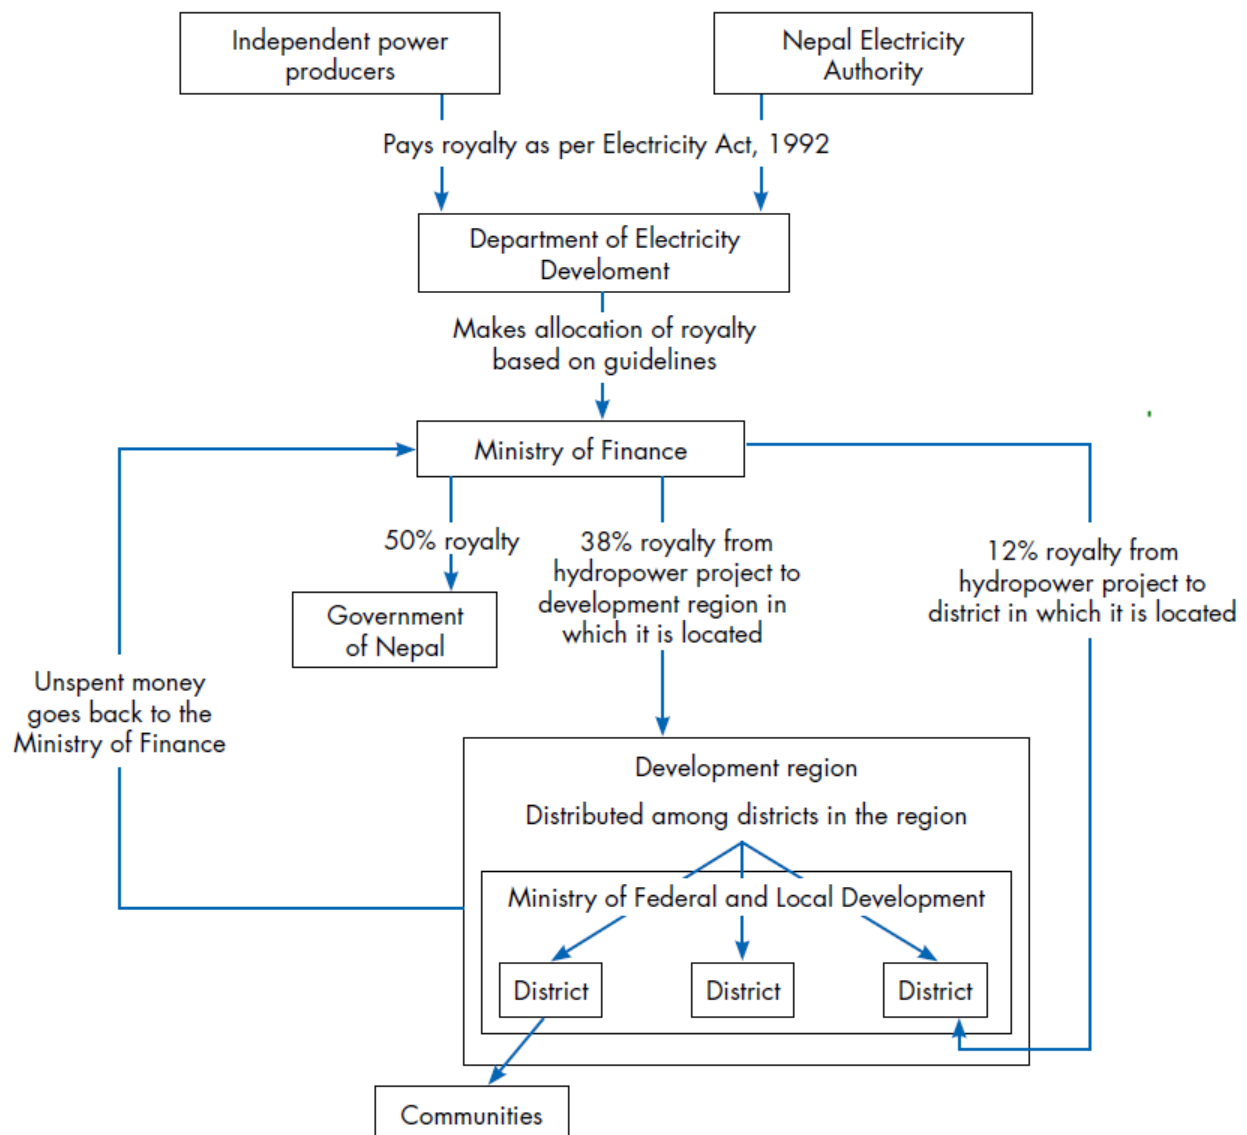 Independent power
producers
Nepal Electricity
Authority
Pays royalty as per Electricity Act, 1992
Department of Electricity
Develoment
Makes allocation of royalty
based on guidelines
Ministry of Finance
50% royalty
38% royalty from
hydropower project to
development region in
which it is located
12% royalty from
hydropower project to
district in which it is located
Government
of Nepal
Unspent money
goes back to the
Ministry of Finance
Development region
Distributed among districts in the region
Ministry of Federal and Local Development
District
District
District
Communities